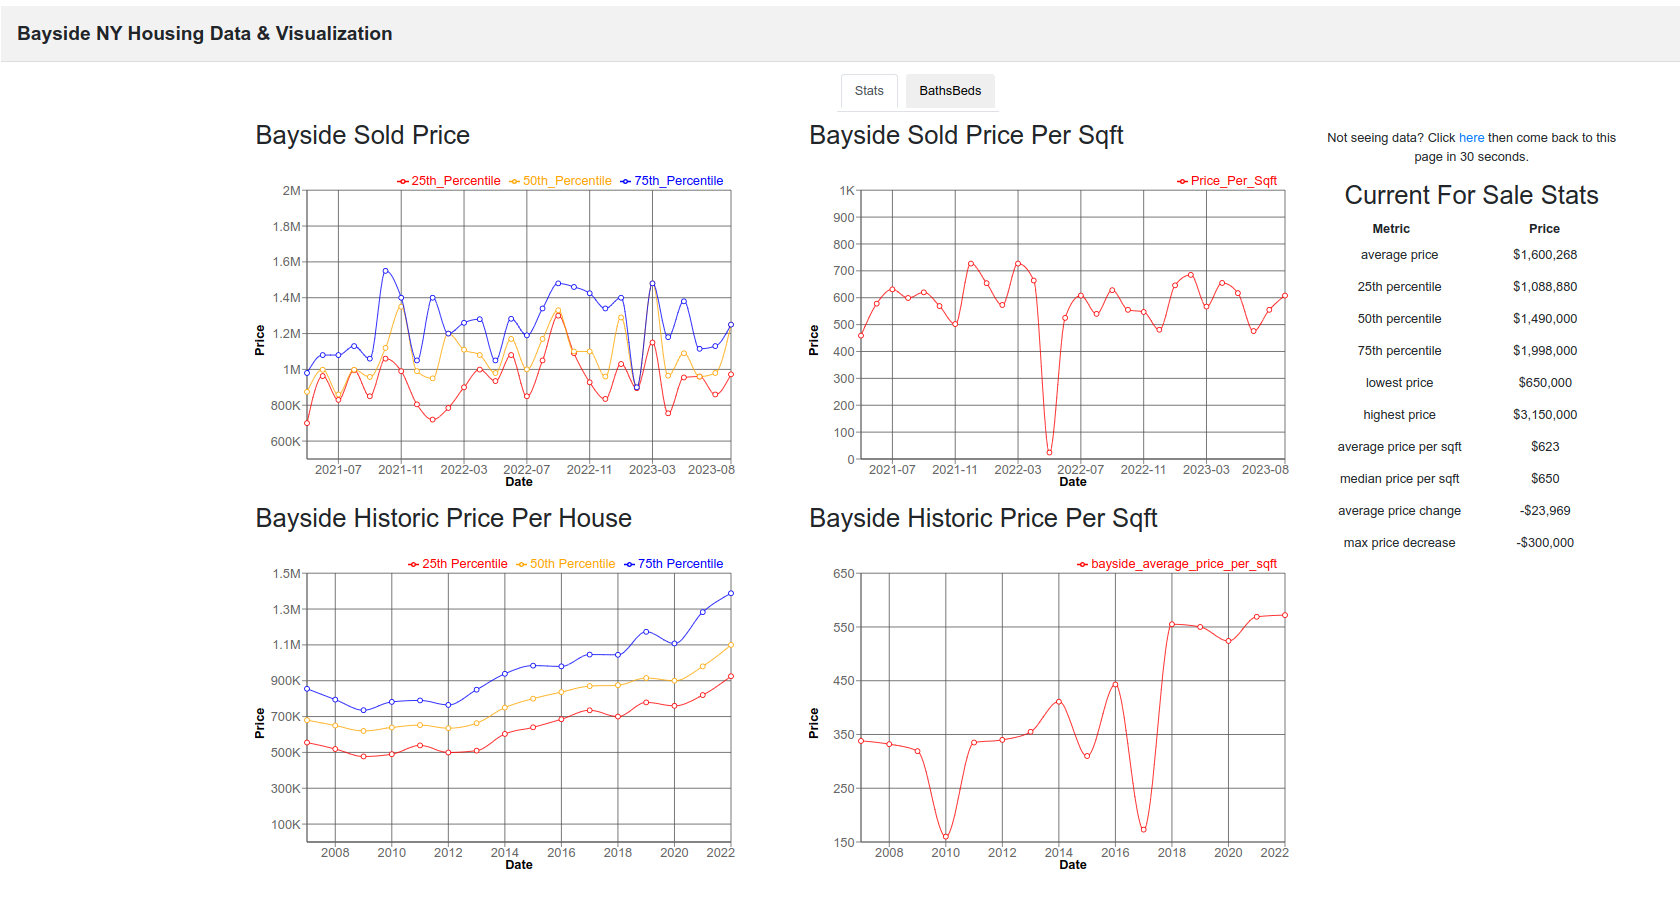 Bayside NY Housing Data & Visualization
Stats
BathsBeds
Bayside Sold Price
25th_Percentile 50th_Percentile 75th_Percentile
2M
1.8M
1.6M
1.4M
1.2M
1M
800K
600K
Price
2021-07 2021-11 2022-03 2022-07 2022-11 2023-03 2023-08
Date
Bayside Sold Price Per Sqft
Price_Per_Sqft
1K
900
800
700
600
500
400
300
200
100
0
Price
2021-07 2021-11 2022-03 2022-07 2022-11 2023-03 2023-08
Date
Not seeing data? Click here then come back to this
page in 30 seconds.
Current For Sale Stats
Metric Price
average price $1,600,268
25th percentile $1,088,880
50th percentile $1,490,000
75th percentile $1,998,000
lowest price $650,000
highest price $3,150,000
average price per sqft $623
median price per sqft $650
average price change -$23,969
max price decrease -$300,000
Bayside Historic Price Per House
25th Percentile 50th Percentile 75th Percentile
1.5M
1.3M
1.1M
900K
700K
500K
300K
100K
Price
2008 2010 2012 2014 2016 2018 2020 2022
Date
Bayside Historic Price Per Sqft
bayside_average_price_per_sqft
650
550
450
350
250
150
Price
2008 2010 2012 2014 2016 2018 2020 2022
Date